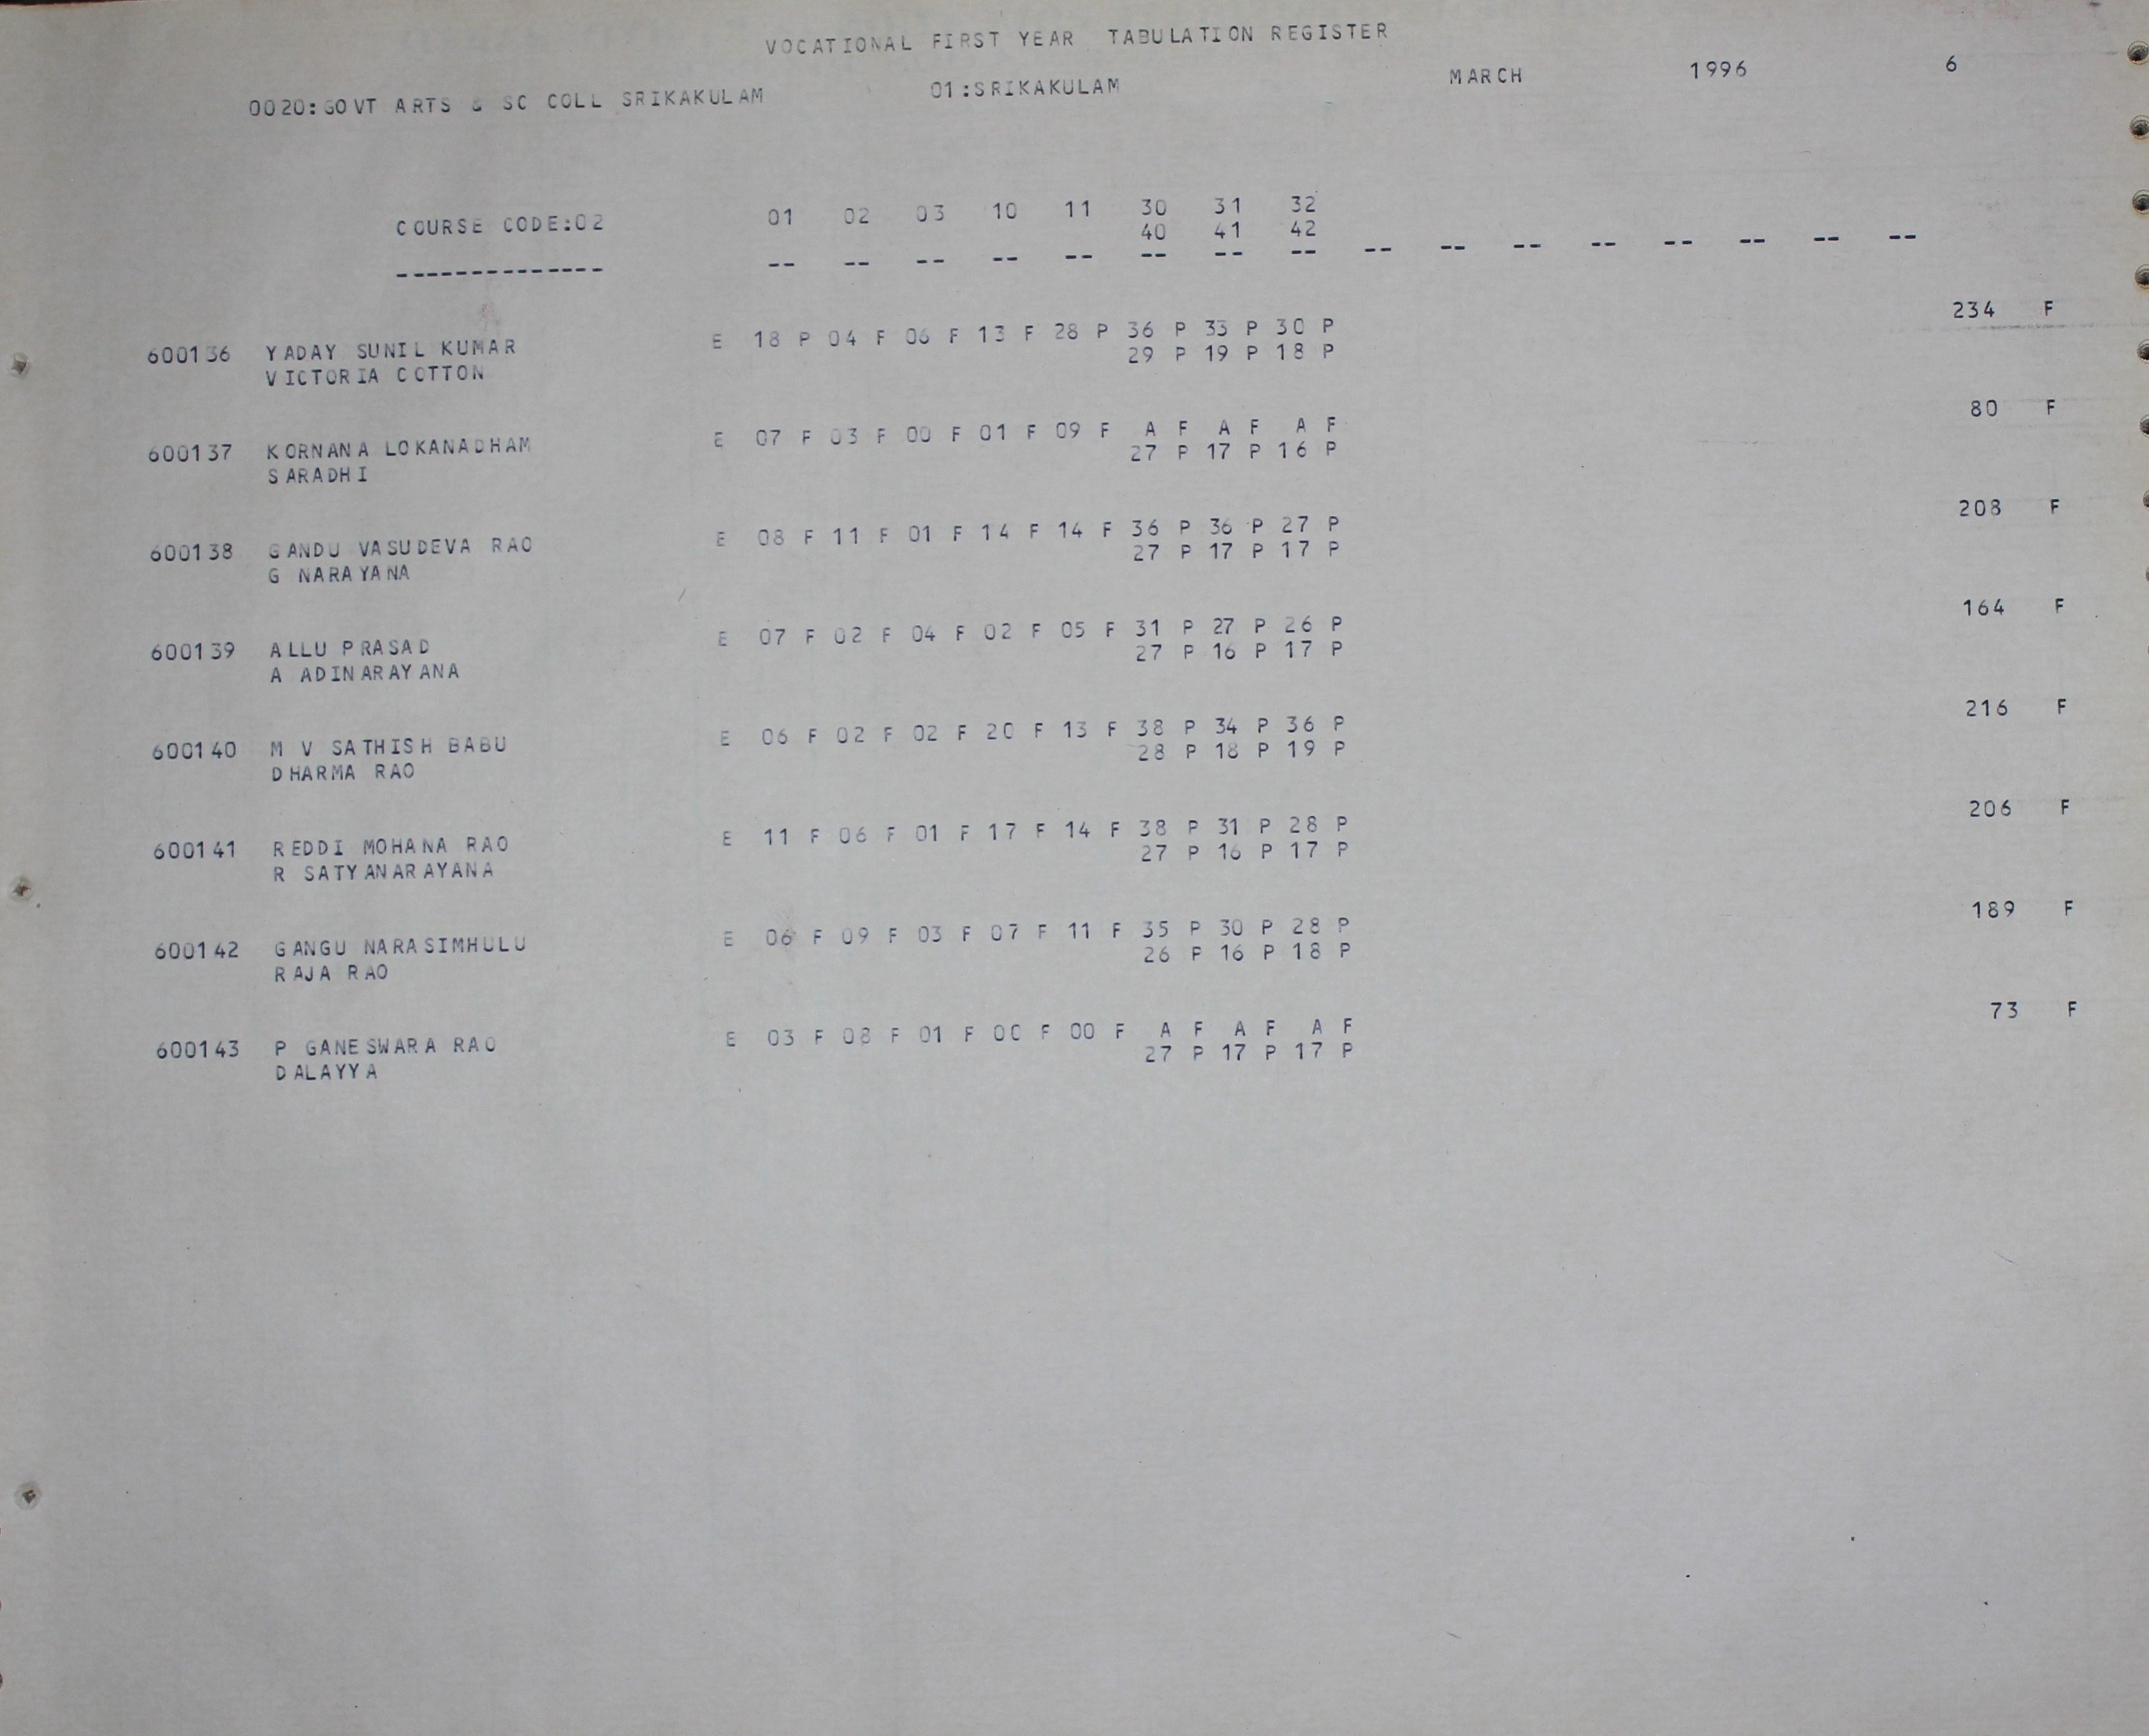 VOCATIONAL FIRST YEAR TABULATION REGISTER
0020:GOVT ARTS & SC COLL SRIKAKULAM 01:SRIKAKULAM MARCH 1996 6
COURSE CODE:02 01 02 03 10 11 30 31 32
40 41 42
-------------- -- -- -- -- -- -- -- -- -- -- -- -- -- -- -- --
600136 YADAY SUNIL KUMAR E 18 P 04 F 06 F 13 F 28 P 36 P 33 P 30 P 234 F
VICTORIA COTTON 29 P 19 P 18 P
600137 KORNANA LOKANADHAM E 07 F 03 F 00 F 01 F 09 F A F A F A F 80 F
SARADHI 27 P 17 P 16 P
600138 GANDU VASUDEVA RAO E 08 F 11 F 01 F 14 F 14 F 36 P 36 P 27 P 208 F
G NARAYANA 27 P 17 P 17 P
600139 ALLU PRASAD E 07 F 02 F 04 F 02 F 05 F 31 P 27 P 26 P 164 F
A ADINARAYANA 27 P 16 P 17 P
600140 M V SATHISH BABU E 06 F 02 F 02 F 20 F 13 F 38 P 34 P 36 P 216 F
DHARMA RAO 28 P 18 P 19 P
600141 REDDI MOHANA RAO E 11 F 06 F 01 F 17 F 14 F 38 P 31 P 28 P 206 F
R SATYANARAYANA 27 P 16 P 17 P
600142 GANGU NARASIMHULU E 06 F 09 F 03 F 07 F 11 F 35 P 30 P 28 P 189 F
RAJA RAO 26 P 16 P 18 P
600143 P GANESWARA RAO E 03 F 08 F 01 F 00 F 00 F A F A F A F 73 F
DALAYYA 27 P 17 P 17 P